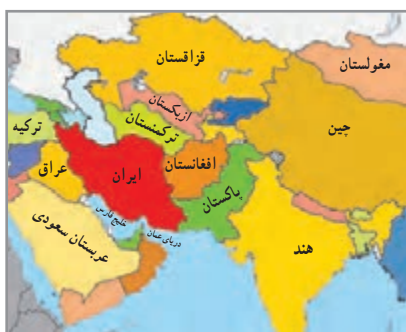 قزاقستان
مغولستان
ازبکستان
ترکمنستان
چین
ترکیه
افغانستان
ایران
عراق
پاکستان
خلیج فارس
دریای عمان
عربستان سعودی
هند